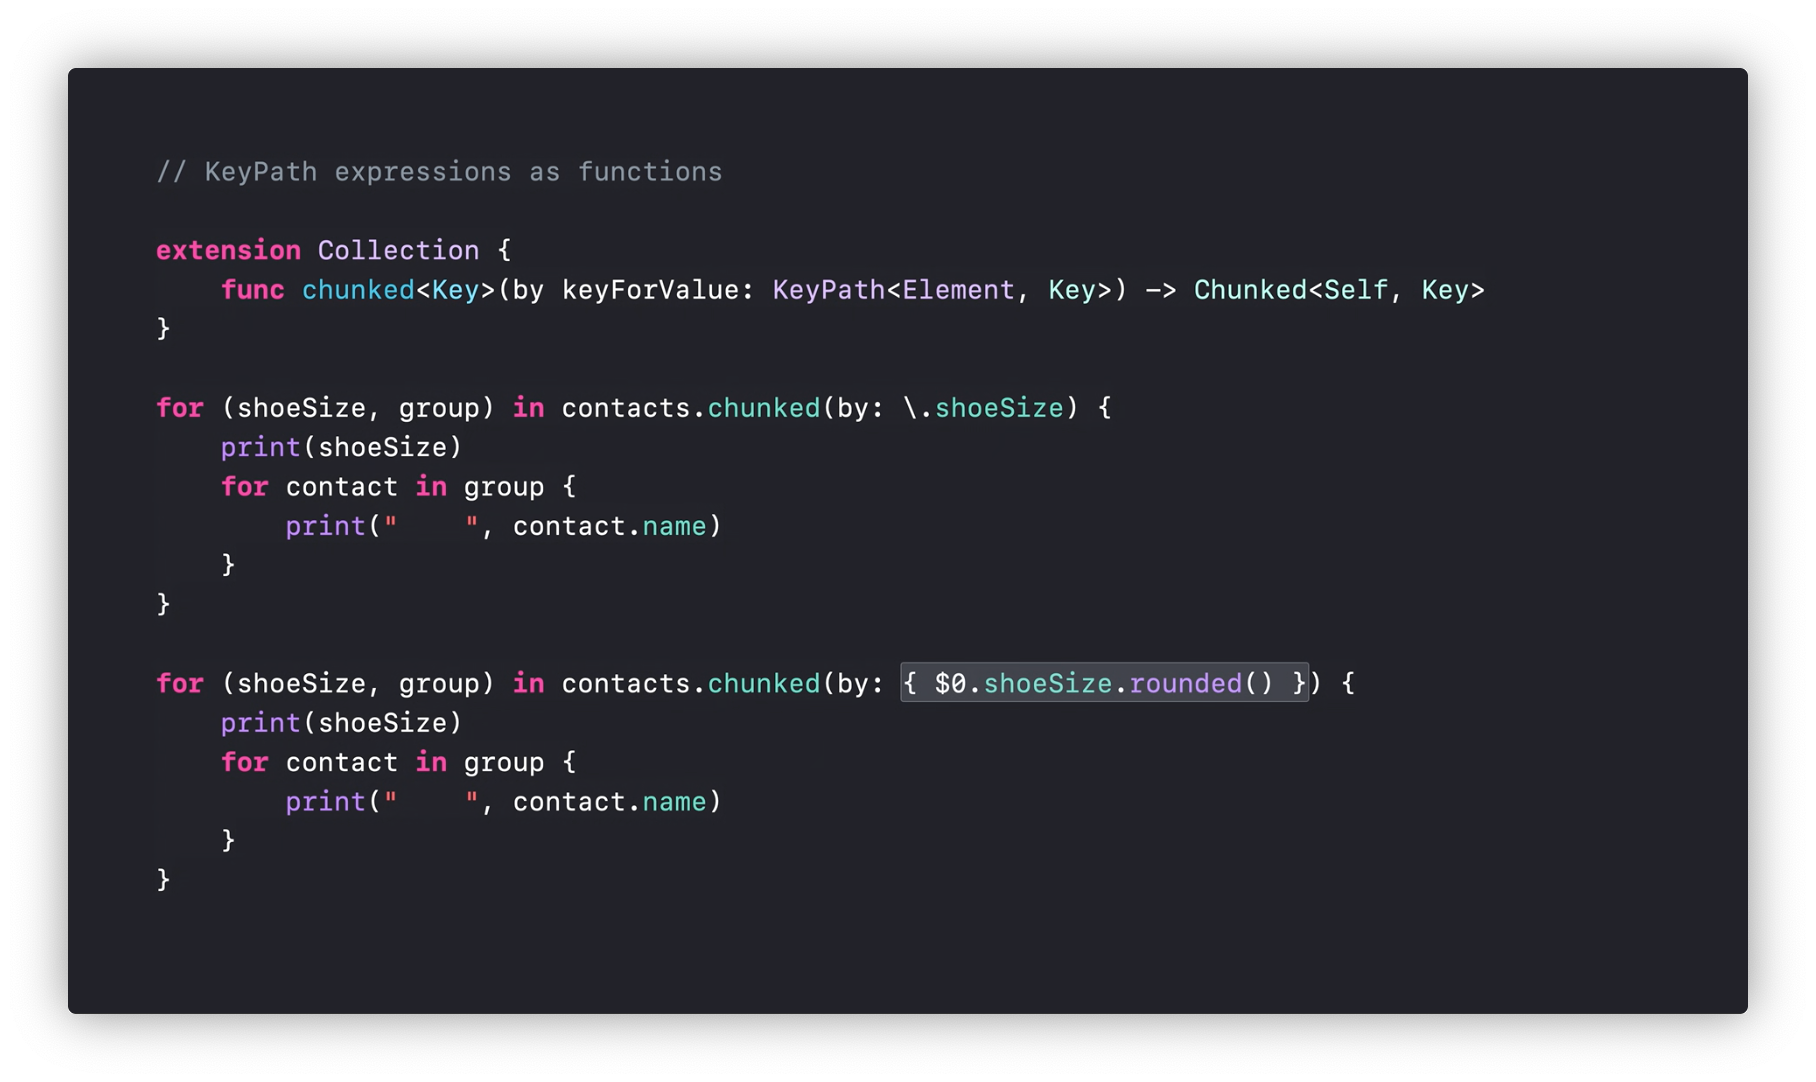 // KeyPath expressions as functions
extension Collection {
    func chunked<Key>(by keyForValue: KeyPath<Element, Key>) -> Chunked<Self, Key>
}
for (shoeSize, group) in contacts.chunked(by: \.shoeSize) {
    print(shoeSize)
    for contact in group {
        print("    ", contact.name)
    }
}
for (shoeSize, group) in contacts.chunked(by: { $0.shoeSize.rounded() }) {
    print(shoeSize)
    for contact in group {
        print("    ", contact.name)
    }
}